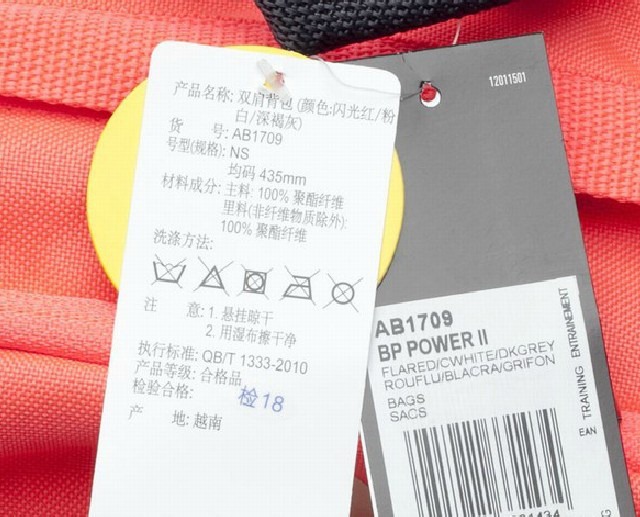 产品名称: 双肩背包 (颜色:闪光红/粉
白/深褐灰)
货 号: AB1709
号型(规格): NS
均码 435mm
材料成分: 主料: 100% 聚酯纤维
里料(非纤维物质除外):
100% 聚酯纤维
洗涤方法:
注 意: 1. 悬挂晾干
2. 用湿布擦干净
执行标准: QB/T 1333-2010
产品等级: 合格品
检验合格: 检18
产 地: 越南
12011501
AB1709
BP POWER II
FLARED/CWHITE/DKGREY
ROUFLU/BLACRA/GRIFON
BAGS
SACS
TRAINING ENTRAINEMENT
EAN